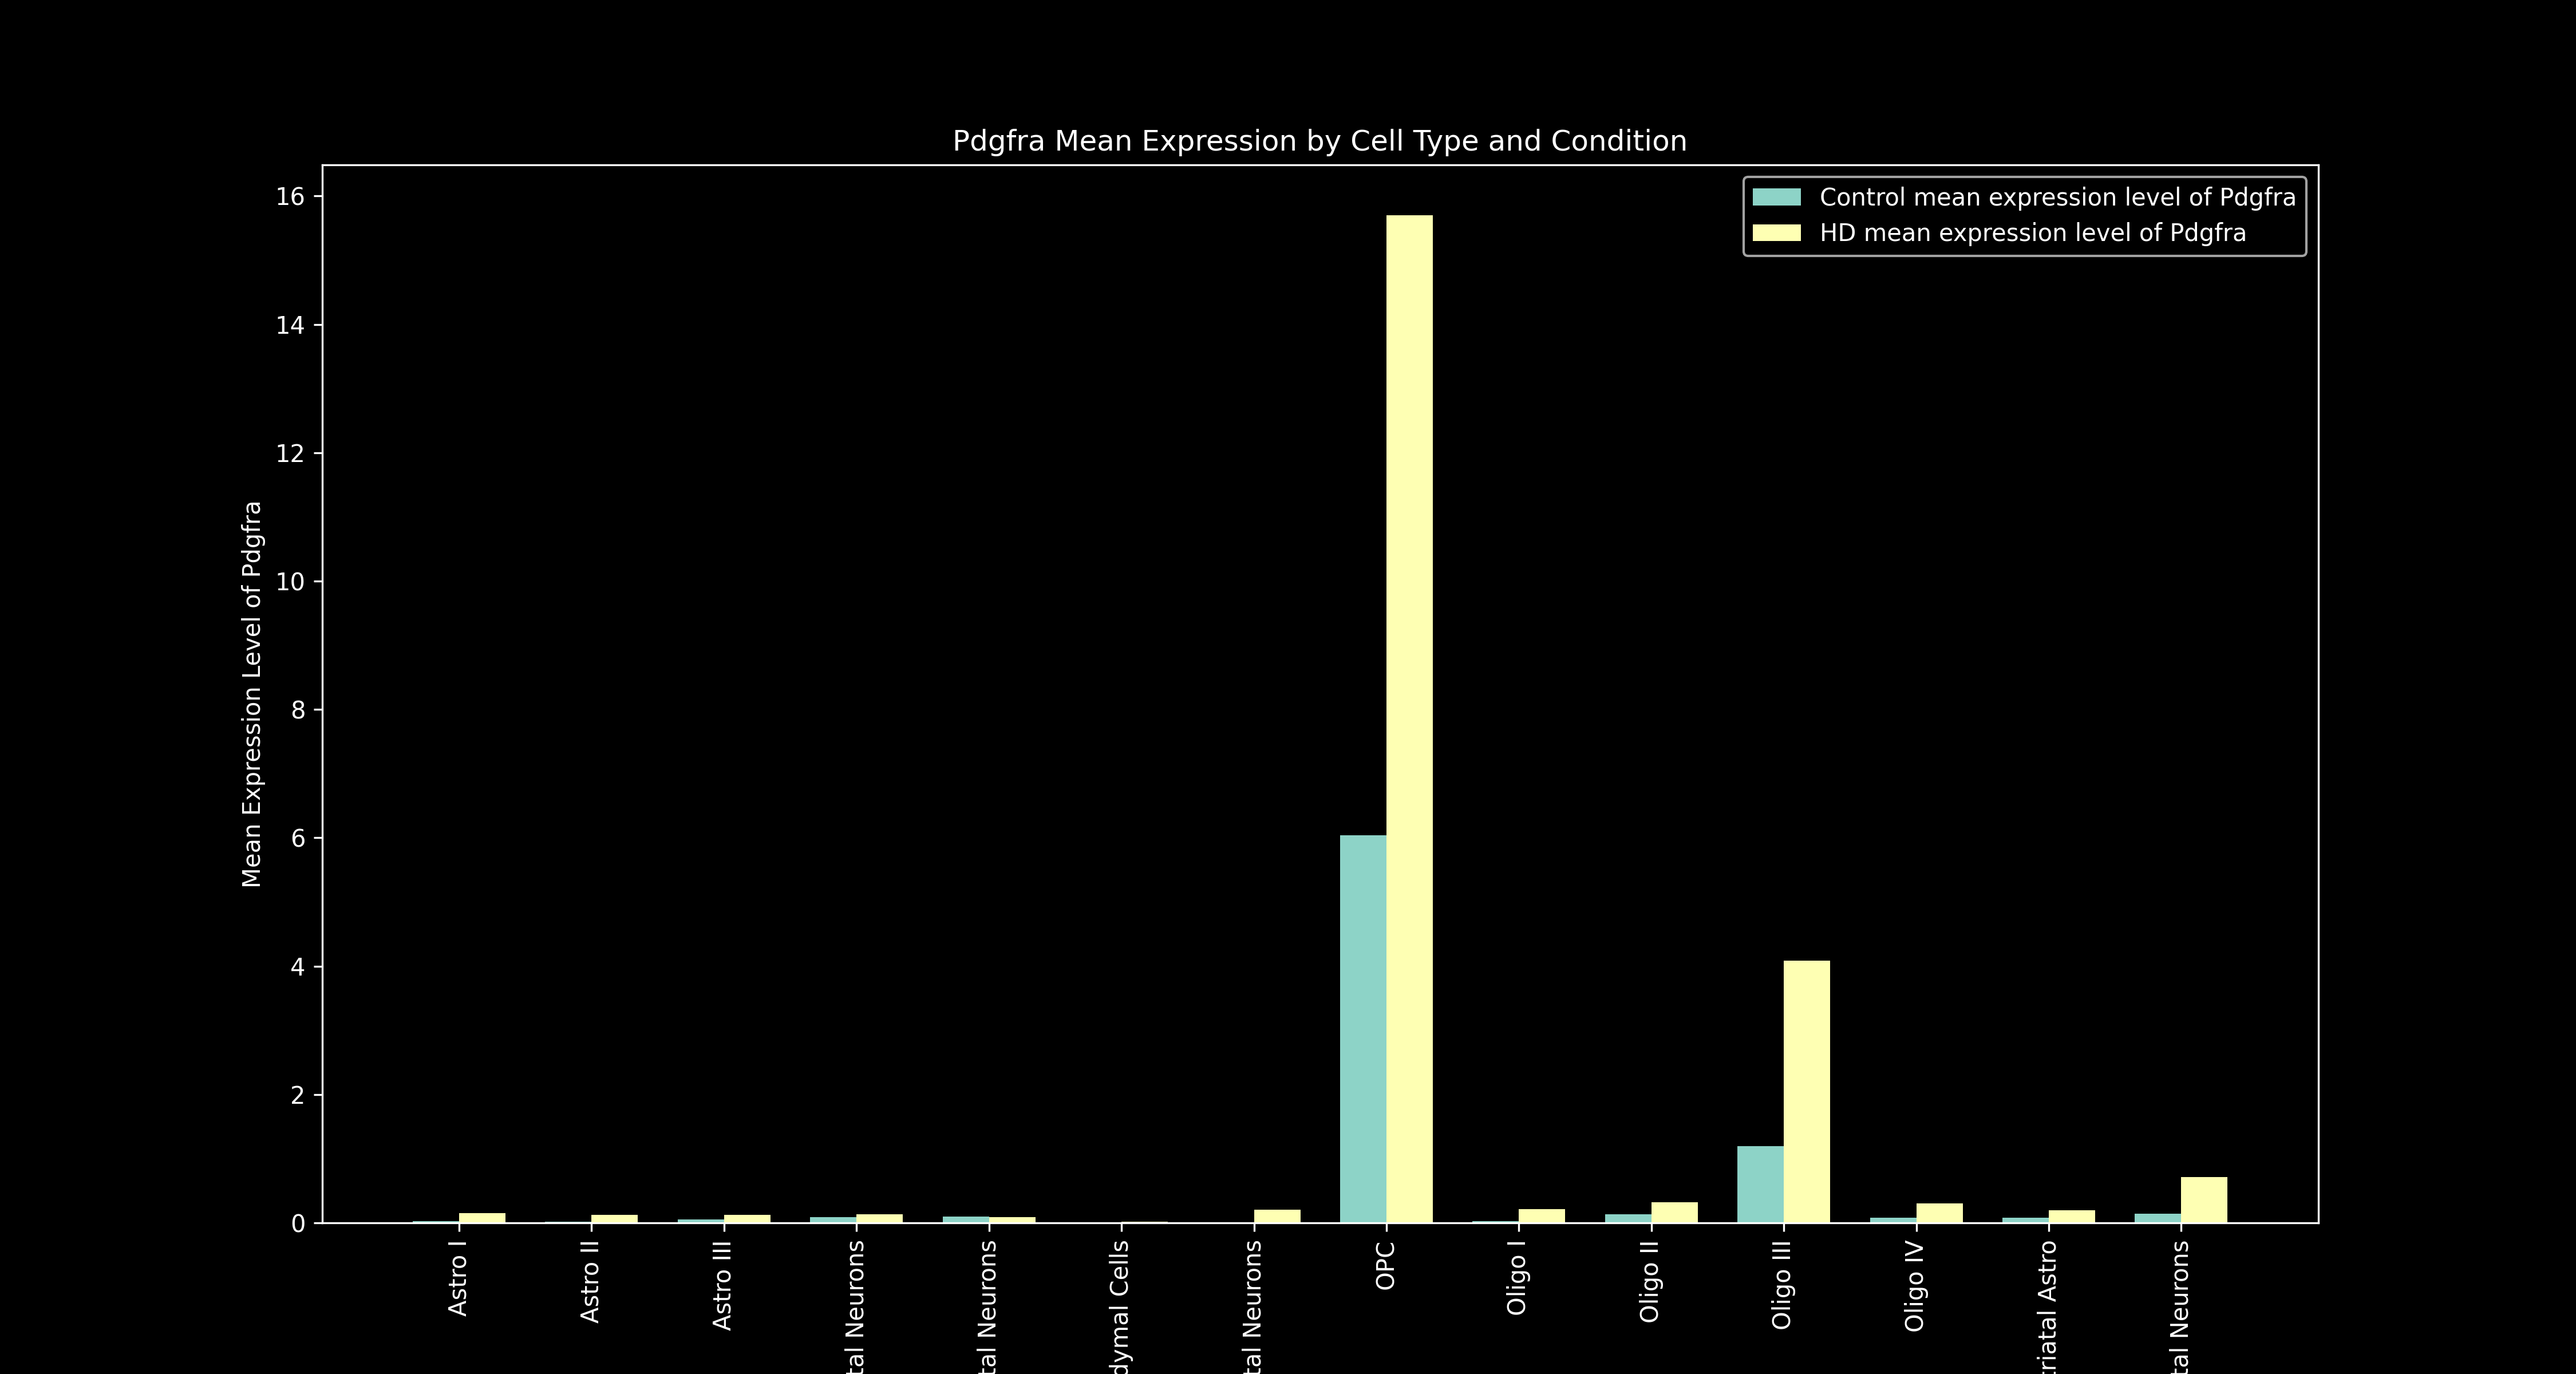 Pdgfra Mean Expression by Cell Type and Condition
Control mean expression level of Pdgfra
HD mean expression level of Pdgfra
Mean Expression Level of Pdgfra
16
14
12
10
8
6
4
2
0
Astro I
Astro II
Astro III
tal Neurons
tal Neurons
dymal Cells
tal Neurons
OPC
Oligo I
Oligo II
Oligo III
Oligo IV
riatal Astro
tal Neurons